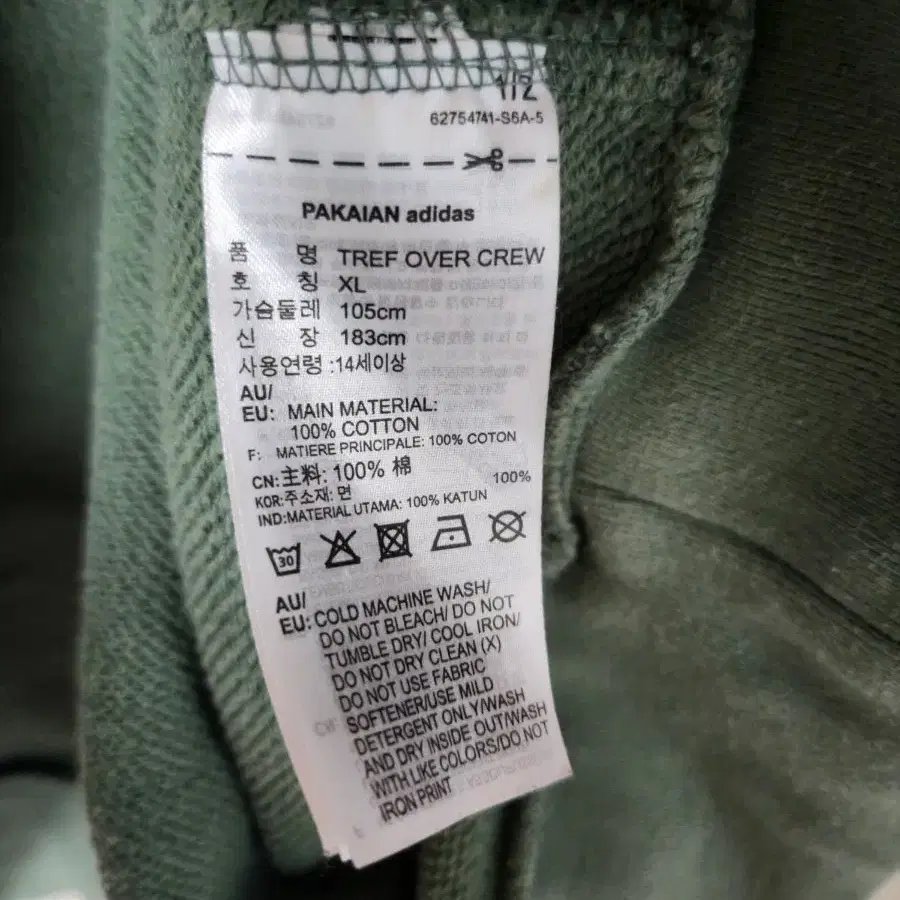 1/2
62754741-S6A-5
PAKAIAN adidas
품 명 TREF OVER CREW
호 칭 XL
가슴둘레 105cm
신 장 183cm
사용연령 :14세이상
AU/
EU: MAIN MATERIAL:
100% COTTON
F: MATIERE PRINCIPALE: 100% COTON
CN:主料: 100% 棉
KOR:주소재: 면 100%
IND:MATERIAL UTAMA: 100% KATUN
30
AU/
EU: COLD MACHINE WASH/
DO NOT BLEACH/ DO NOT
TUMBLE DRY/ COOL IRON/
DO NOT DRY CLEAN (X)
DO NOT USE FABRIC
SOFTENER/USE MILD
DETERGENT ONLY/WASH
AND DRY INSIDE OUT/WASH
WITH LIKE COLORS/DO NOT
IRON PRINT